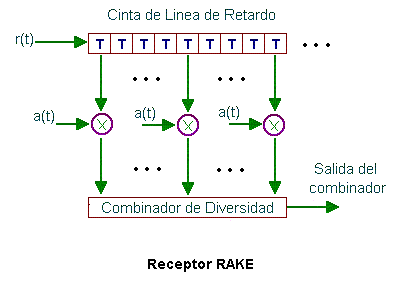 Cinta de Linea de Retardo
r(t) T T T T T T T T T
a(t) X a(t) X a(t) X
Salida del
combinador
Combinador de Diversidad
Receptor RAKE